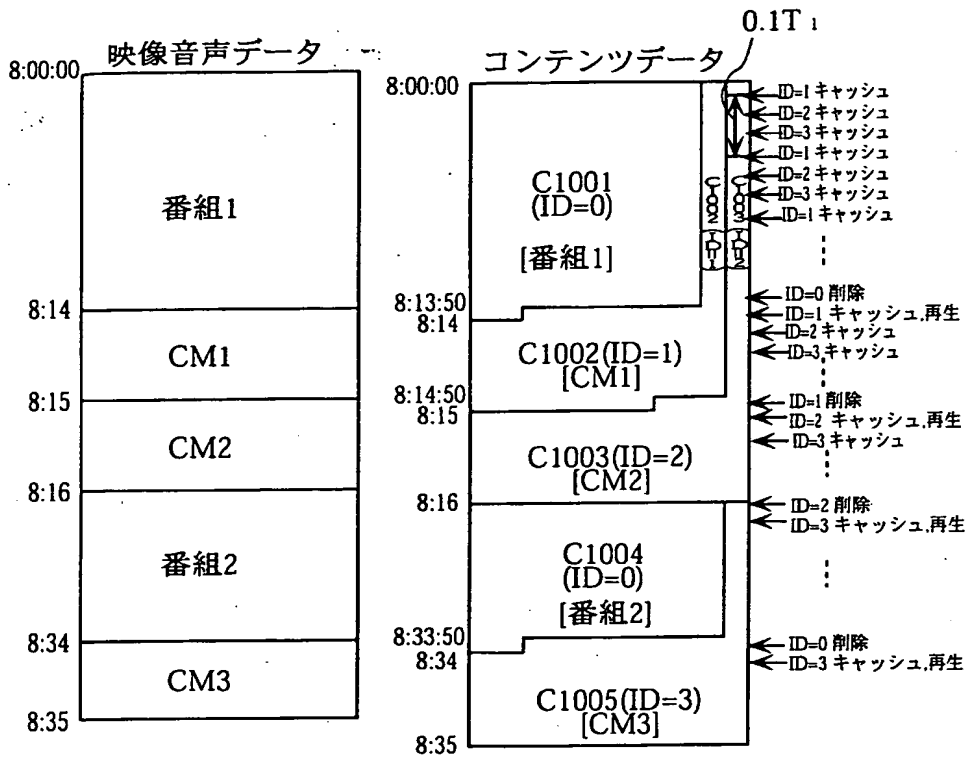 映像音声データ
8:00:00
番組1
8:14
CM1
8:15
CM2
8:16
番組2
8:34
CM3
8:35
0.1T1
コンテンツデータ
8:00:00
C1001
(ID=0)
[番組1]
C1002
(ID=1)
C1003
(ID=2)
8:13:50
8:14
C1002(ID=1)
[CM1]
8:14:50
8:15
C1003(ID=2)
[CM2]
8:16
C1004
(ID=0)
[番組2]
8:33:50
8:34
C1005(ID=3)
[CM3]
8:35
ID=1 キャッシュ
ID=2 キャッシュ
ID=3 キャッシュ
ID=1 キャッシュ
ID=2 キャッシュ
ID=3 キャッシュ
ID=1 キャッシュ
ID=0 削除
ID=1 キャッシュ,再生
ID=2 キャッシュ
ID=3 キャッシュ
ID=1 削除
ID=2 キャッシュ,再生
ID=3 キャッシュ
ID=2 削除
ID=3 キャッシュ,再生
ID=0 削除
ID=3 キャッシュ,再生